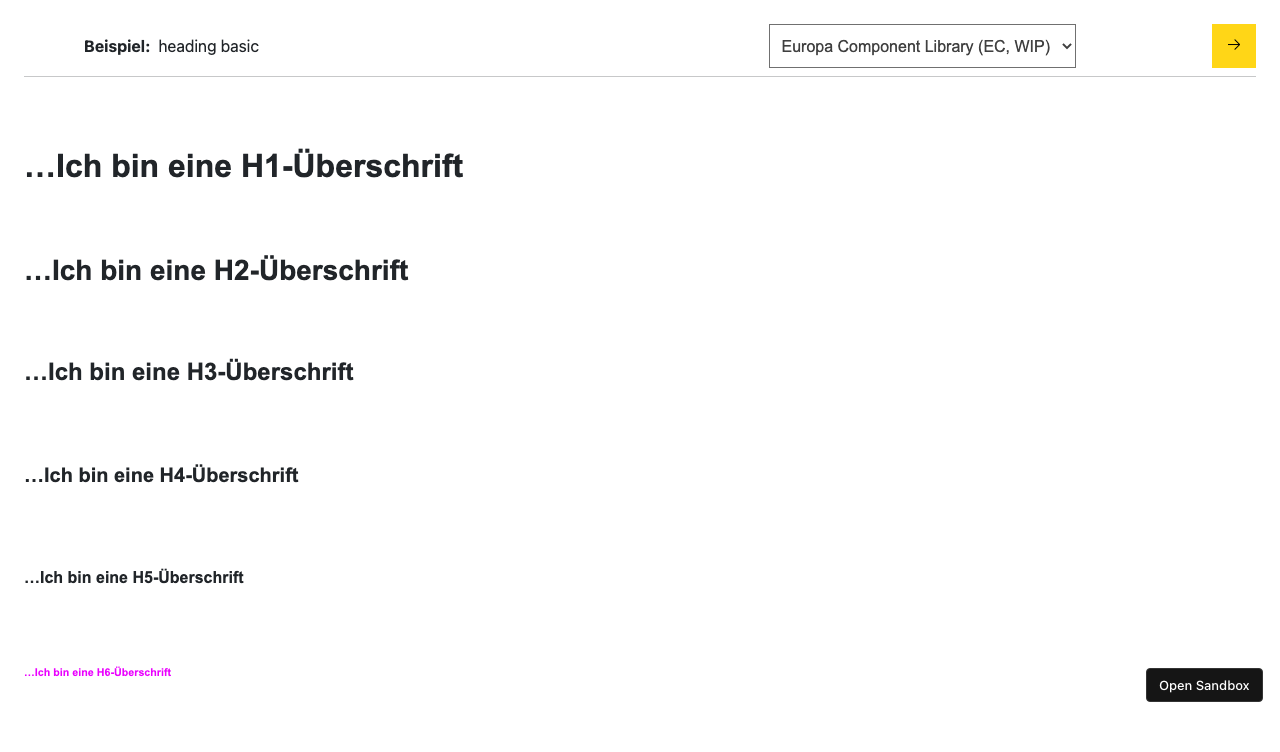 Beispiel: heading basic
Europa Component Library (EC, WIP)
…Ich bin eine H1-Überschrift
…Ich bin eine H2-Überschrift
…Ich bin eine H3-Überschrift
…Ich bin eine H4-Überschrift
…Ich bin eine H5-Überschrift
…Ich bin eine H6-Überschrift
Open Sandbox